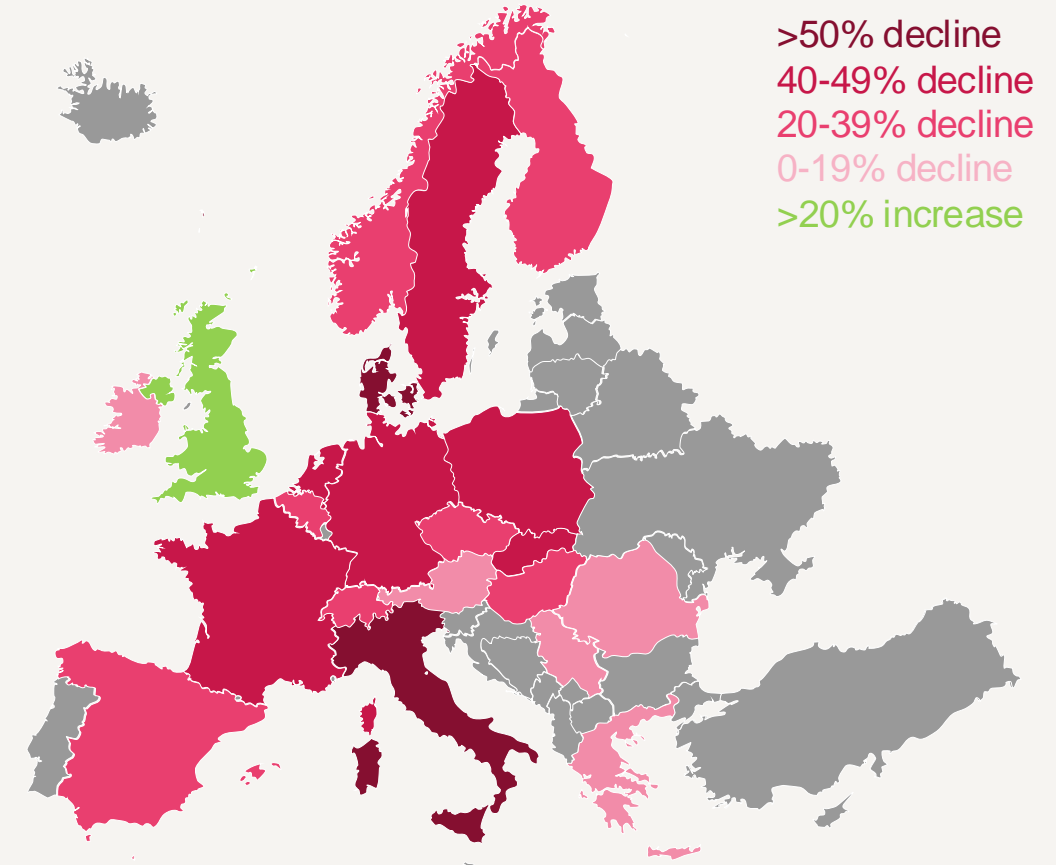 >50% decline
40-49% decline
20-39% decline
0-19% decline
>20% increase